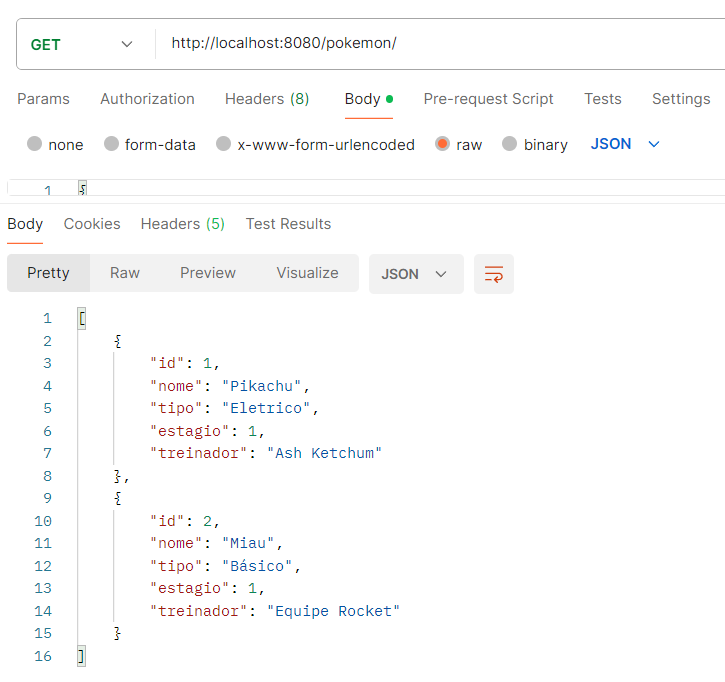 GET http://localhost:8080/pokemon/
Params Authorization Headers (8) Body Pre-request Script Tests Settings
none form-data x-www-form-urlencoded raw binary JSON
1 {
Body Cookies Headers (5) Test Results
Pretty Raw Preview Visualize JSON
1 [
2 {
3 "id": 1,
4 "nome": "Pikachu",
5 "tipo": "Eletrico",
6 "estagio": 1,
7 "treinador": "Ash Ketchum"
8 },
9 {
10 "id": 2,
11 "nome": "Miau",
12 "tipo": "Básico",
13 "estagio": 1,
14 "treinador": "Equipe Rocket"
15 }
16 ]